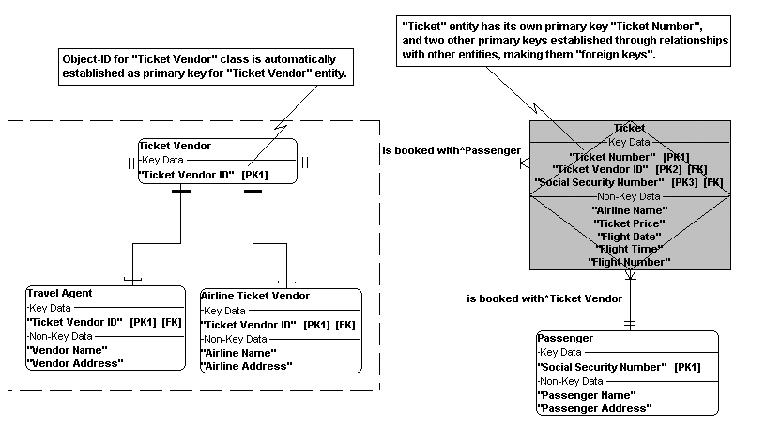 "Ticket" entity has its own primary key "Ticket Number",
and two other primary keys established through relationships
with other entities, making them "foreign keys".
Object-ID for "Ticket Vendor" class is automatically
established as primary key for "Ticket Vendor" entity.
Ticket Vendor
Key Data
"Ticket Vendor ID" [PK1]
is booked with^Passenger
Ticket
Key Data
"Ticket Number" [PK1]
"Ticket Vendor ID" [PK2] [FK]
"Social Security Number" [PK3] [FK]
Non-Key Data
"Airline Name"
"Ticket Price"
"Flight Date"
"Flight Time"
"Flight Number"
Travel Agent
Key Data
"Ticket Vendor ID" [PK1] [FK]
Non-Key Data
"Vendor Name"
"Vendor Address"
Airline Ticket Vendor
Key Data
"Ticket Vendor ID" [PK1] [FK]
Non-Key Data
"Airline Name"
"Airline Address"
is booked with^Ticket Vendor
Passenger
Key Data
"Social Security Number" [PK1]
Non-Key Data
"Passenger Name"
"Passenger Address"